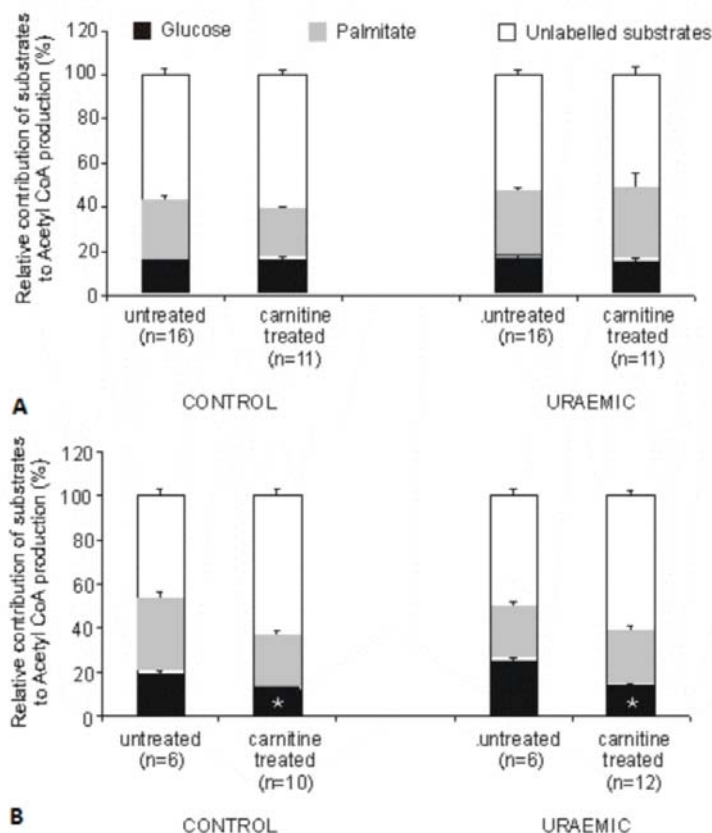 Glucose Palmitate Unlabelled substrates
Relative contribution of substrates
to Acetyl CoA production (%)
120
100
80
60
40
20
0
untreated
(n=16)
carnitine
treated
(n=11)
.untreated
(n=16)
carnitine
treated
(n=11)
A
CONTROL URAEMIC
Relative contribution of substrates
to Acetyl CoA production (%)
120
100
80
60
40
20
0
*
*
untreated
(n=6)
carnitine
treated
(n=10)
.untreated
(n=6)
carnitine
treated
(n=12)
B
CONTROL URAEMIC